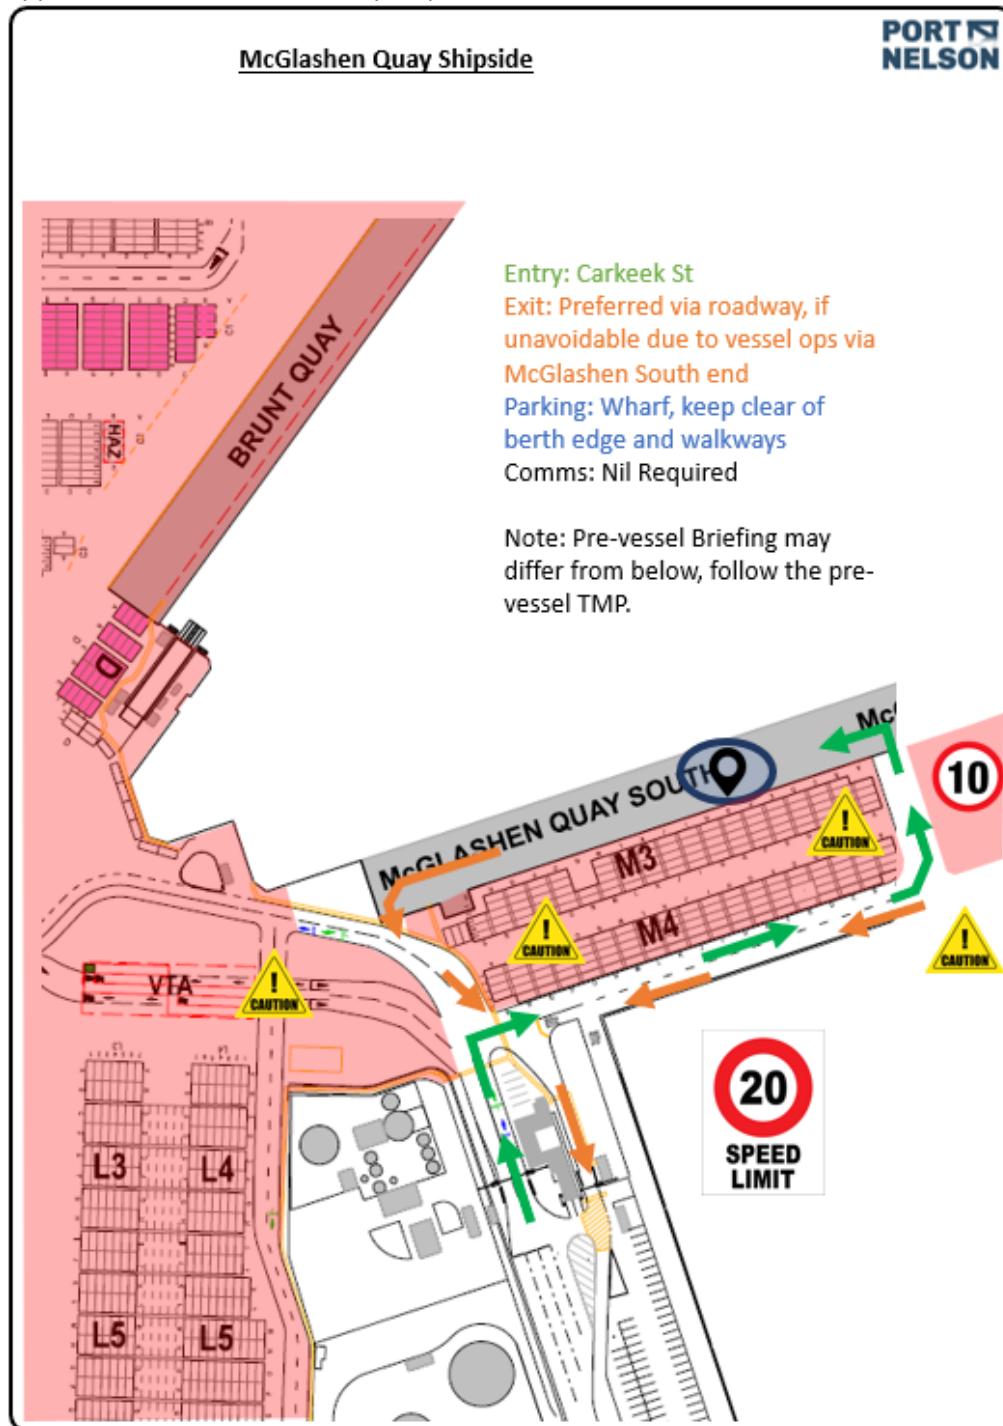 McGlashen Quay Shipside
PORT
NELSON
Entry: Carkeek St
Exit: Preferred via roadway, if
unavoidable due to vessel ops via
McGlashen South end
Parking: Wharf, keep clear of
berth edge and walkways
Comms: Nil Required
Note: Pre-vessel Briefing may
differ from below, follow the pre-
vessel TMP.
BRUNT QUAY
HAZ
D
McGLASHEN QUAY SOUTH
10
M3
!
CAUTION
M4
!
CAUTION
!
CAUTION
VTA
!
CAUTION
20
SPEED
LIMIT
L3
L4
L5
L5